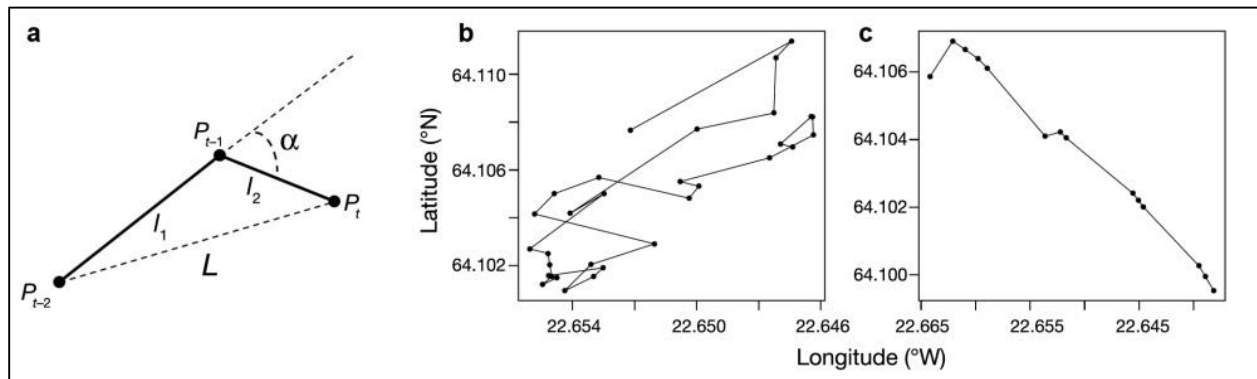 a
P_{t-1}
α
l_2
P_t
l_1
L
P_{t-2}
b
Latitude (°N)
64.110
64.106
64.102
22.654 22.650 22.646
c
64.106
64.104
64.102
64.100
22.665 22.655 22.645
Longitude (°W)